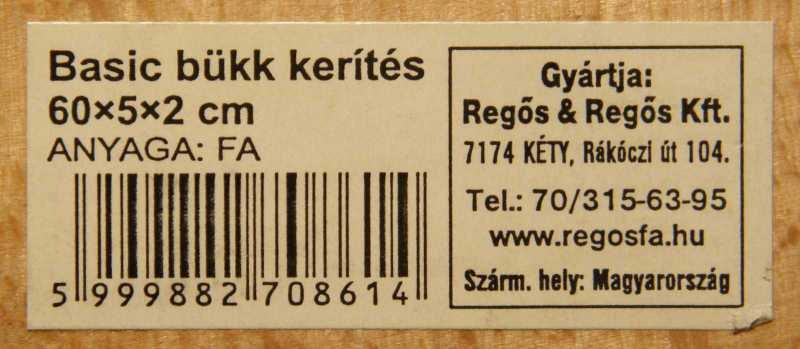 Basic bükk kerítés
60×5×2 cm
ANYAGA: FA
5 999882 708614
Gyártja:
Regős & Regős Kft.
7174 KÉTY, Rákóczi út 104.
Tel.: 70/315-63-95
www.regosfa.hu
Szárm. hely: Magyarország